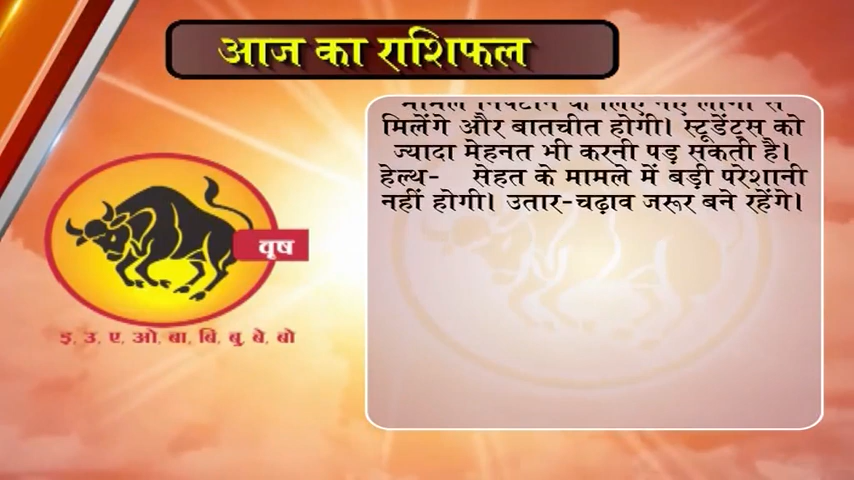 आज का राशिफल
मिलेंगे और बातचीत होगी। स्टूडेंट्स को
ज्यादा मेहनत भी करनी पड़ सकती है।
हेल्थ- सेहत के मामले में बड़ी परेशानी
नहीं होगी। उतार-चढ़ाव जरूर बने रहेंगे।
वृष
इ, उ, ए, ओ, बा, बि, बु, बे, बो